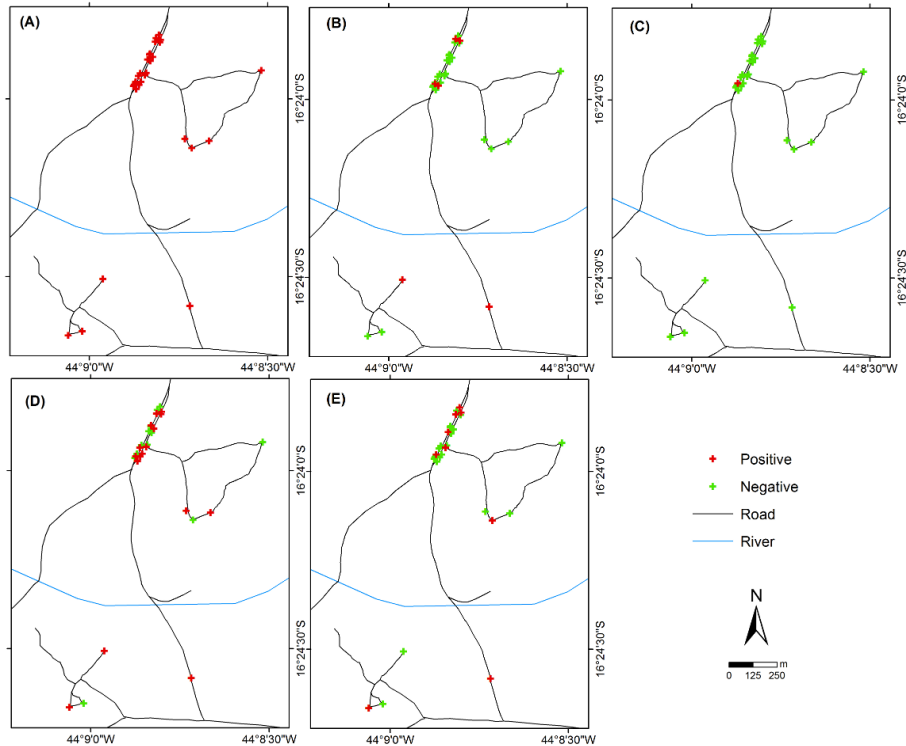 (A)
(B)
(C)
16°24'0"S
16°24'0"S
16°24'0"S
16°24'30"S
16°24'30"S
16°24'30"S
44°9'0"W
44°8'30"W
44°9'0"W
44°8'30"W
44°9'0"W
44°8'30"W
(D)
(E)
16°24'0"S
16°24'0"S
16°24'30"S
16°24'30"S
44°9'0"W
44°8'30"W
44°9'0"W
44°8'30"W
Positive
Negative
Road
River
N
0 125 250 m